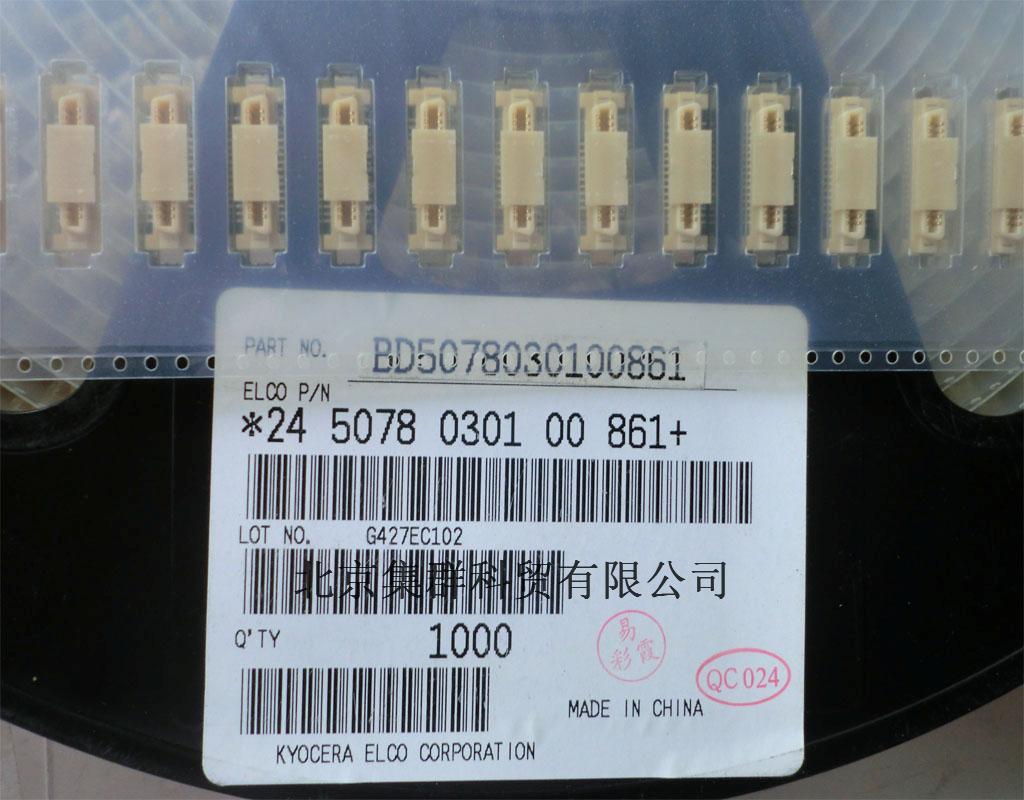 PART NO. BD5078030100861
ELCO P/N
*24 5078 0301 00 861+
LOT NO. G427EC102
北京集群科贸有限公司
Q'TY 1000
易
彩霞
QC 024
MADE IN CHINA
KYOCERA ELCO CORPORATION